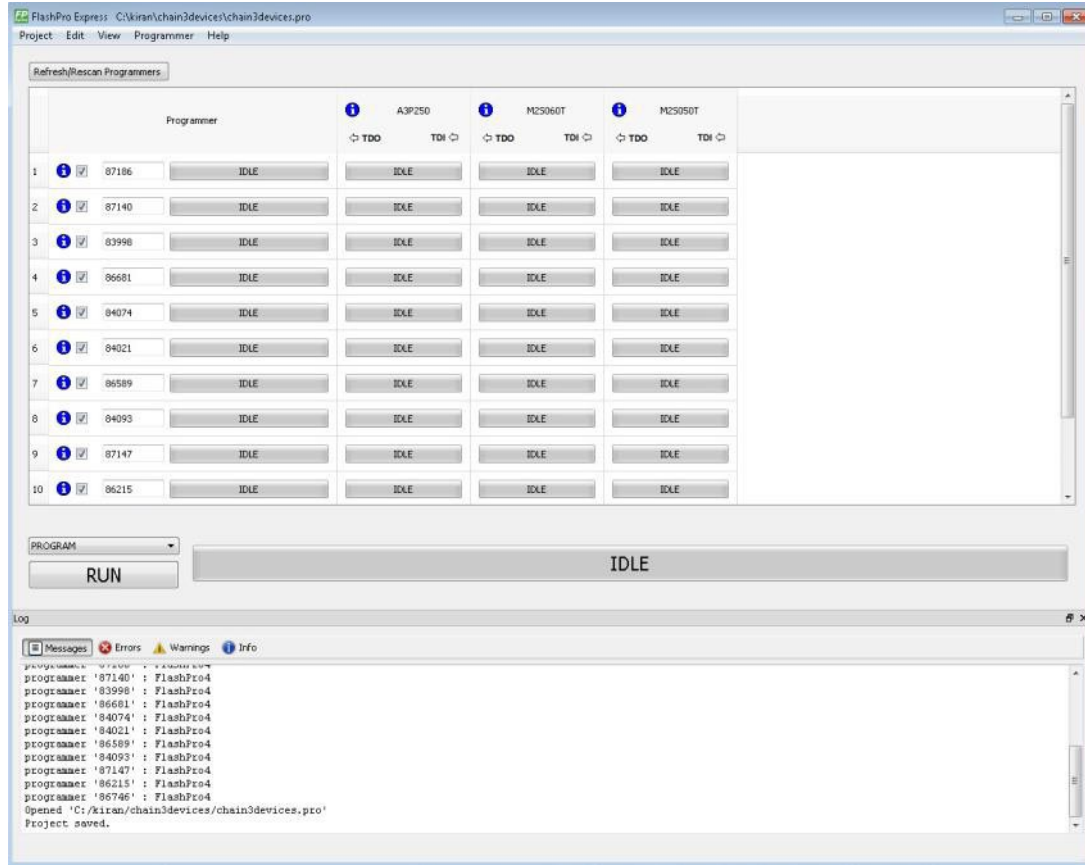 FlashPro Express C:\kiran\chain3devices\chain3devices.pro
Project Edit View Programmer Help
Refresh/Rescan Programmers
Programmer A3P250 M2S060T M2S050T
TDO TDI TDO TDI TDO TDI
1 87186 IDLE IDLE IDLE IDLE
2 87140 IDLE IDLE IDLE IDLE
3 83998 IDLE IDLE IDLE IDLE
4 86681 IDLE IDLE IDLE IDLE
5 84074 IDLE IDLE IDLE IDLE
6 84021 IDLE IDLE IDLE IDLE
7 86589 IDLE IDLE IDLE IDLE
8 84093 IDLE IDLE IDLE IDLE
9 87147 IDLE IDLE IDLE IDLE
10 86215 IDLE IDLE IDLE IDLE
PROGRAM
RUN IDLE
Log
Messages Errors Warnings Info
programmer '87186' : FlashPro4
programmer '87140' : FlashPro4
programmer '83998' : FlashPro4
programmer '86681' : FlashPro4
programmer '84074' : FlashPro4
programmer '84021' : FlashPro4
programmer '86589' : FlashPro4
programmer '84093' : FlashPro4
programmer '87147' : FlashPro4
programmer '86215' : FlashPro4
programmer '86746' : FlashPro4
Opened 'C:/kiran/chain3devices/chain3devices.pro'
Project saved.